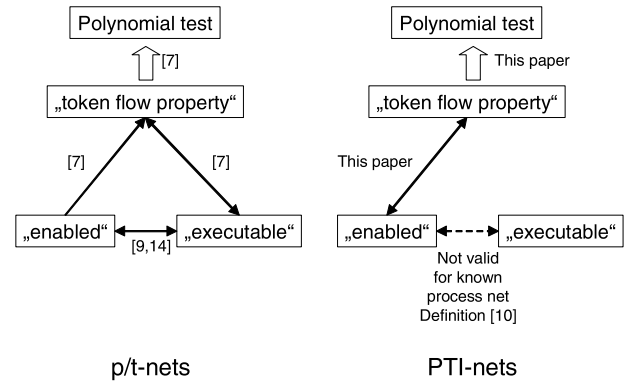 Polynomial test
[7]
„token flow property“
[7]
[7]
„enabled“
„executable“
[9,14]
p/t-nets
Polynomial test
This paper
„token flow property“
This paper
„enabled“
„executable“
Not valid
for known
process net
Definition [10]
PTI-nets